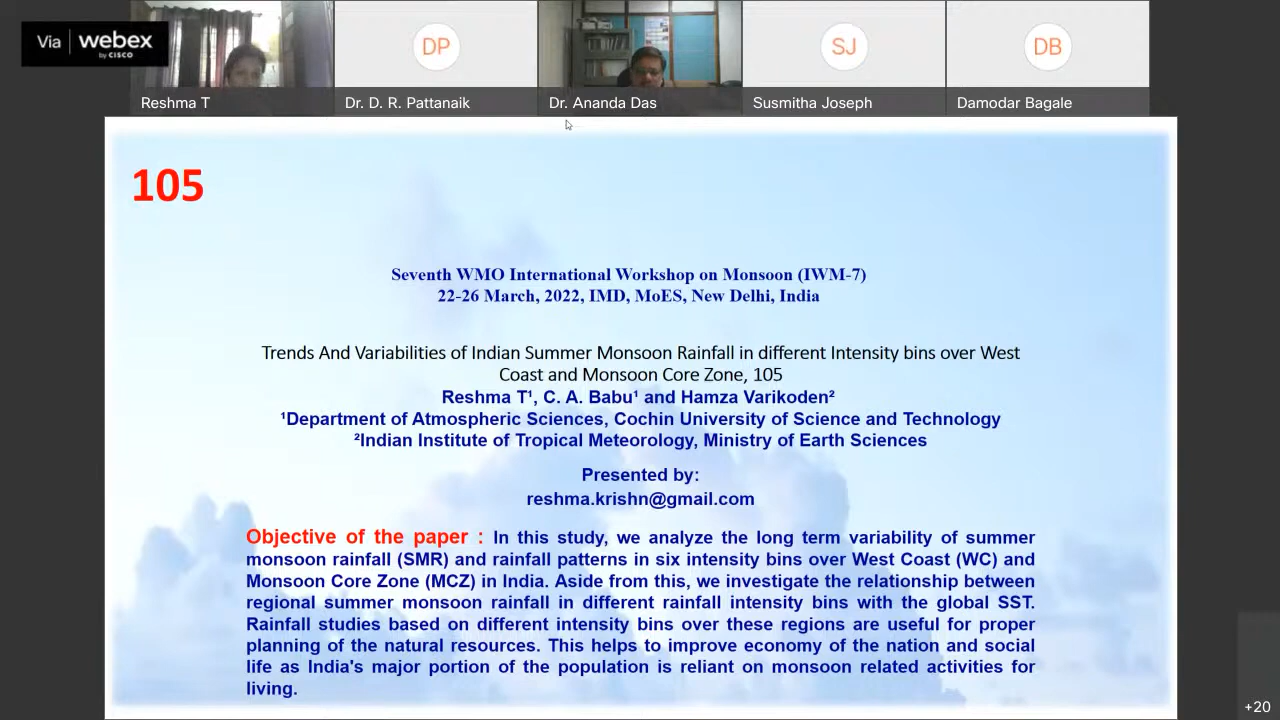 Via webex
by CISCO
DP
SJ
DB
Reshma T
Dr. D. R. Pattanaik
Dr. Ananda Das
Susmitha Joseph
Damodar Bagale
105
Seventh WMO International Workshop on Monsoon (IWM-7)
22-26 March, 2022, IMD, MoES, New Delhi, India
Trends And Variabilities of Indian Summer Monsoon Rainfall in different Intensity bins over West
Coast and Monsoon Core Zone, 105
Reshma T¹, C. A. Babu¹ and Hamza Varikoden²
¹Department of Atmospheric Sciences, Cochin University of Science and Technology
²Indian Institute of Tropical Meteorology, Ministry of Earth Sciences
Presented by:
reshma.krishn@gmail.com
Objective of the paper : In this study, we analyze the long term variability of summer
monsoon rainfall (SMR) and rainfall patterns in six intensity bins over West Coast (WC) and
Monsoon Core Zone (MCZ) in India. Aside from this, we investigate the relationship between
regional summer monsoon rainfall in different rainfall intensity bins with the global SST.
Rainfall studies based on different intensity bins over these regions are useful for proper
planning of the natural resources. This helps to improve economy of the nation and social
life as India's major portion of the population is reliant on monsoon related activities for
living.
+20